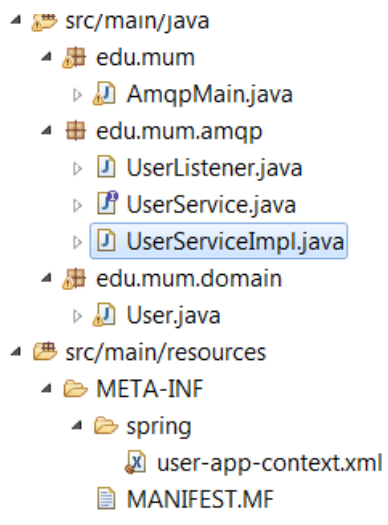 src/main/java
edu.mum
AmqpMain.java
edu.mum.amqp
UserListener.java
UserService.java
UserServiceImpl.java
edu.mum.domain
User.java
src/main/resources
META-INF
spring
user-app-context.xml
MANIFEST.MF